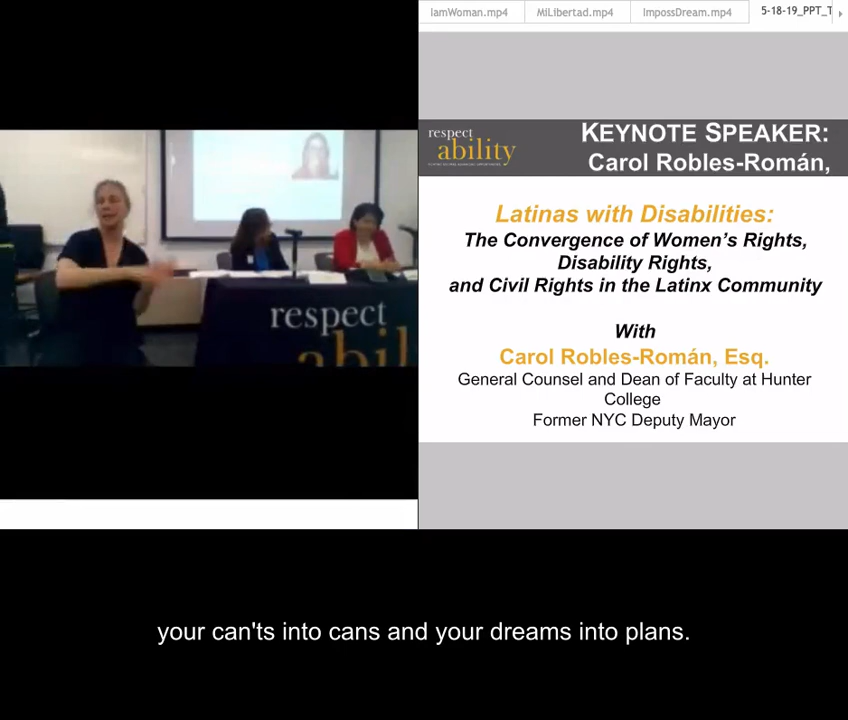 IamWoman.mp4
MiLibertad.mp4
ImpossDream.mp4
5-18-19_PPT_T
respect
ability
KEYNOTE SPEAKER:
Carol Robles-Román,
Latinas with Disabilities:
The Convergence of Women's Rights,
Disability Rights,
and Civil Rights in the Latinx Community
With
Carol Robles-Román, Esq.
General Counsel and Dean of Faculty at Hunter
College
Former NYC Deputy Mayor
respect
abil
your can'ts into cans and your dreams into plans.